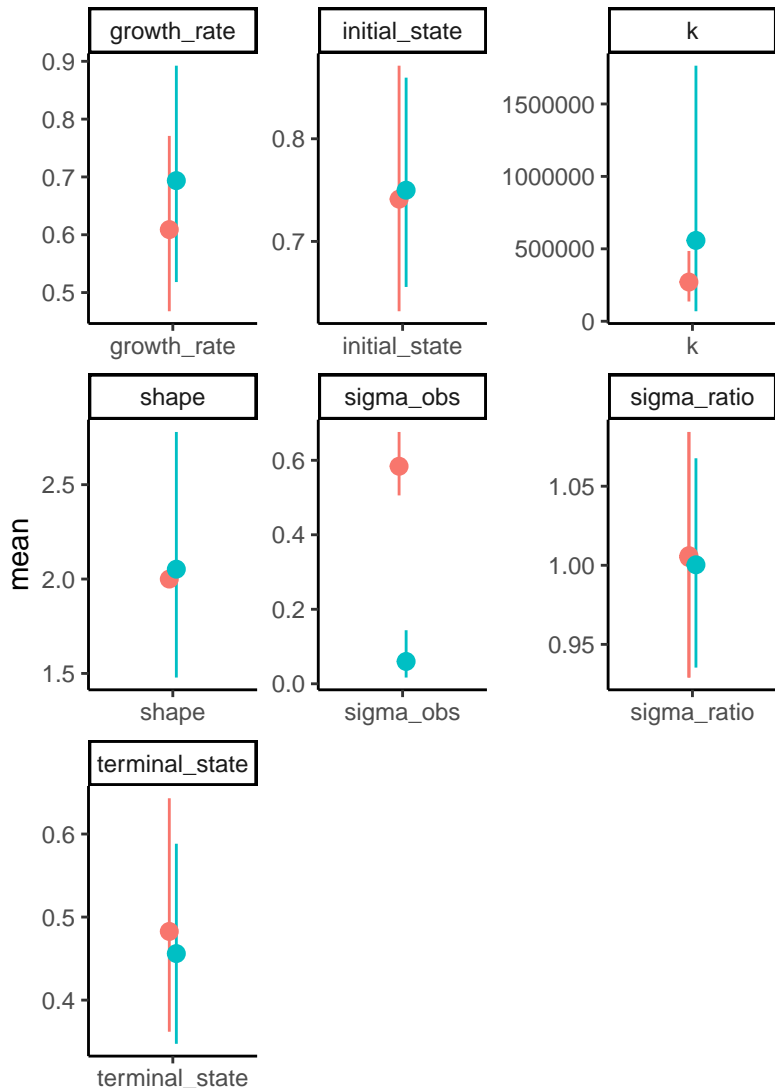 growth_rate
0.9
0.8
0.7
0.6
0.5
growth_rate
initial_state
0.8
0.7
initial_state
k
1500000
1000000
500000
0
k
mean
shape
2.5
2.0
1.5
shape
sigma_obs
0.6
0.4
0.2
0.0
sigma_obs
sigma_ratio
1.05
1.00
0.95
sigma_ratio
terminal_state
0.6
0.5
0.4
terminal_state